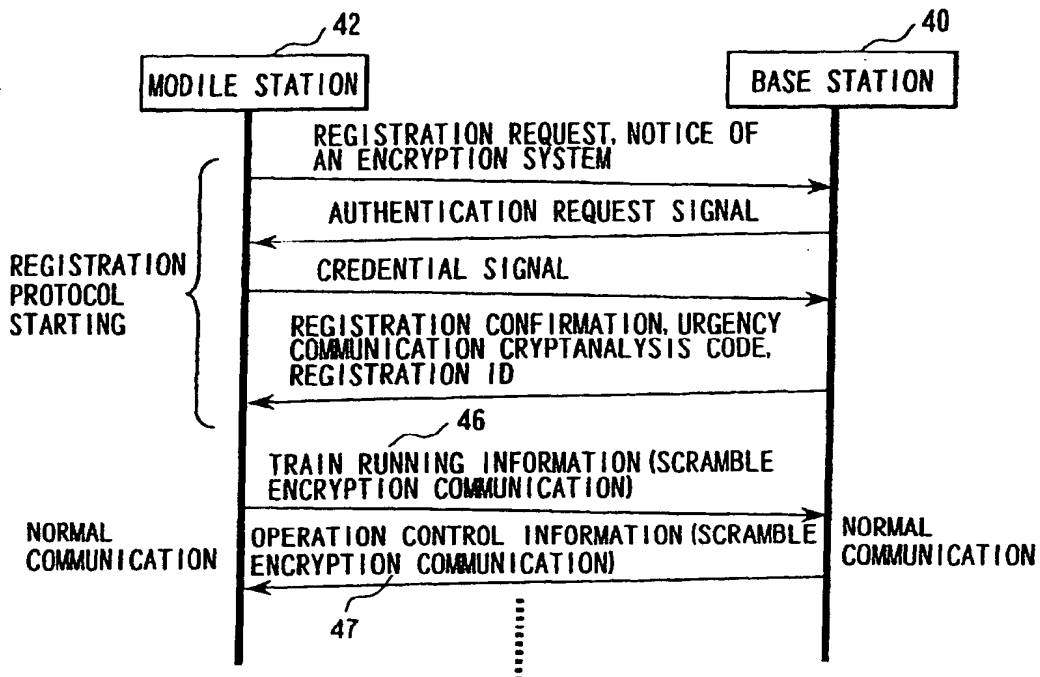 42
40
MODILE STATION
BASE STATION
REGISTRATION REQUEST, NOTICE OF
AN ENCRYPTION SYSTEM
AUTHENTICATION REQUEST SIGNAL
CREDENTIAL SIGNAL
REGISTRATION
PROTOCOL
STARTING
REGISTRATION CONFIRMATION, URGENCY
COMMUNICATION CRYPTANALYSIS CODE,
REGISTRATION ID
46
TRAIN RUNNING INFORMATION (SCRAMBLE
ENCRYPTION COMMUNICATION)
NORMAL
COMMUNICATION
OPERATION CONTROL INFORMATION (SCRAMBLE
ENCRYPTION COMMUNICATION)
NORMAL
COMMUNICATION
47